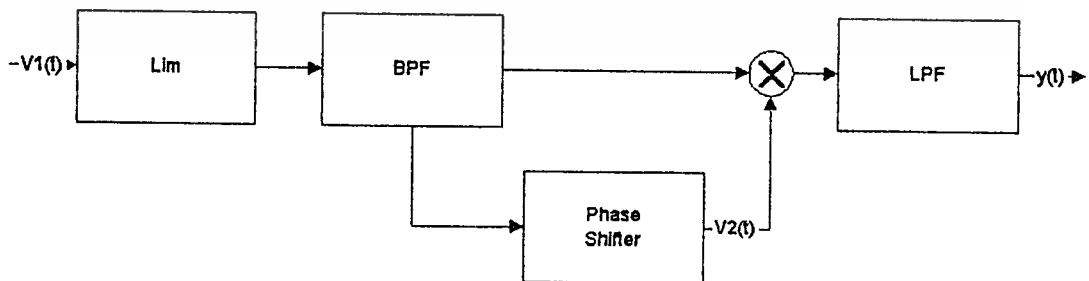 V1(t)
Lim
BPF
LPF
y(t)
Phase
Shifter
V2(t)